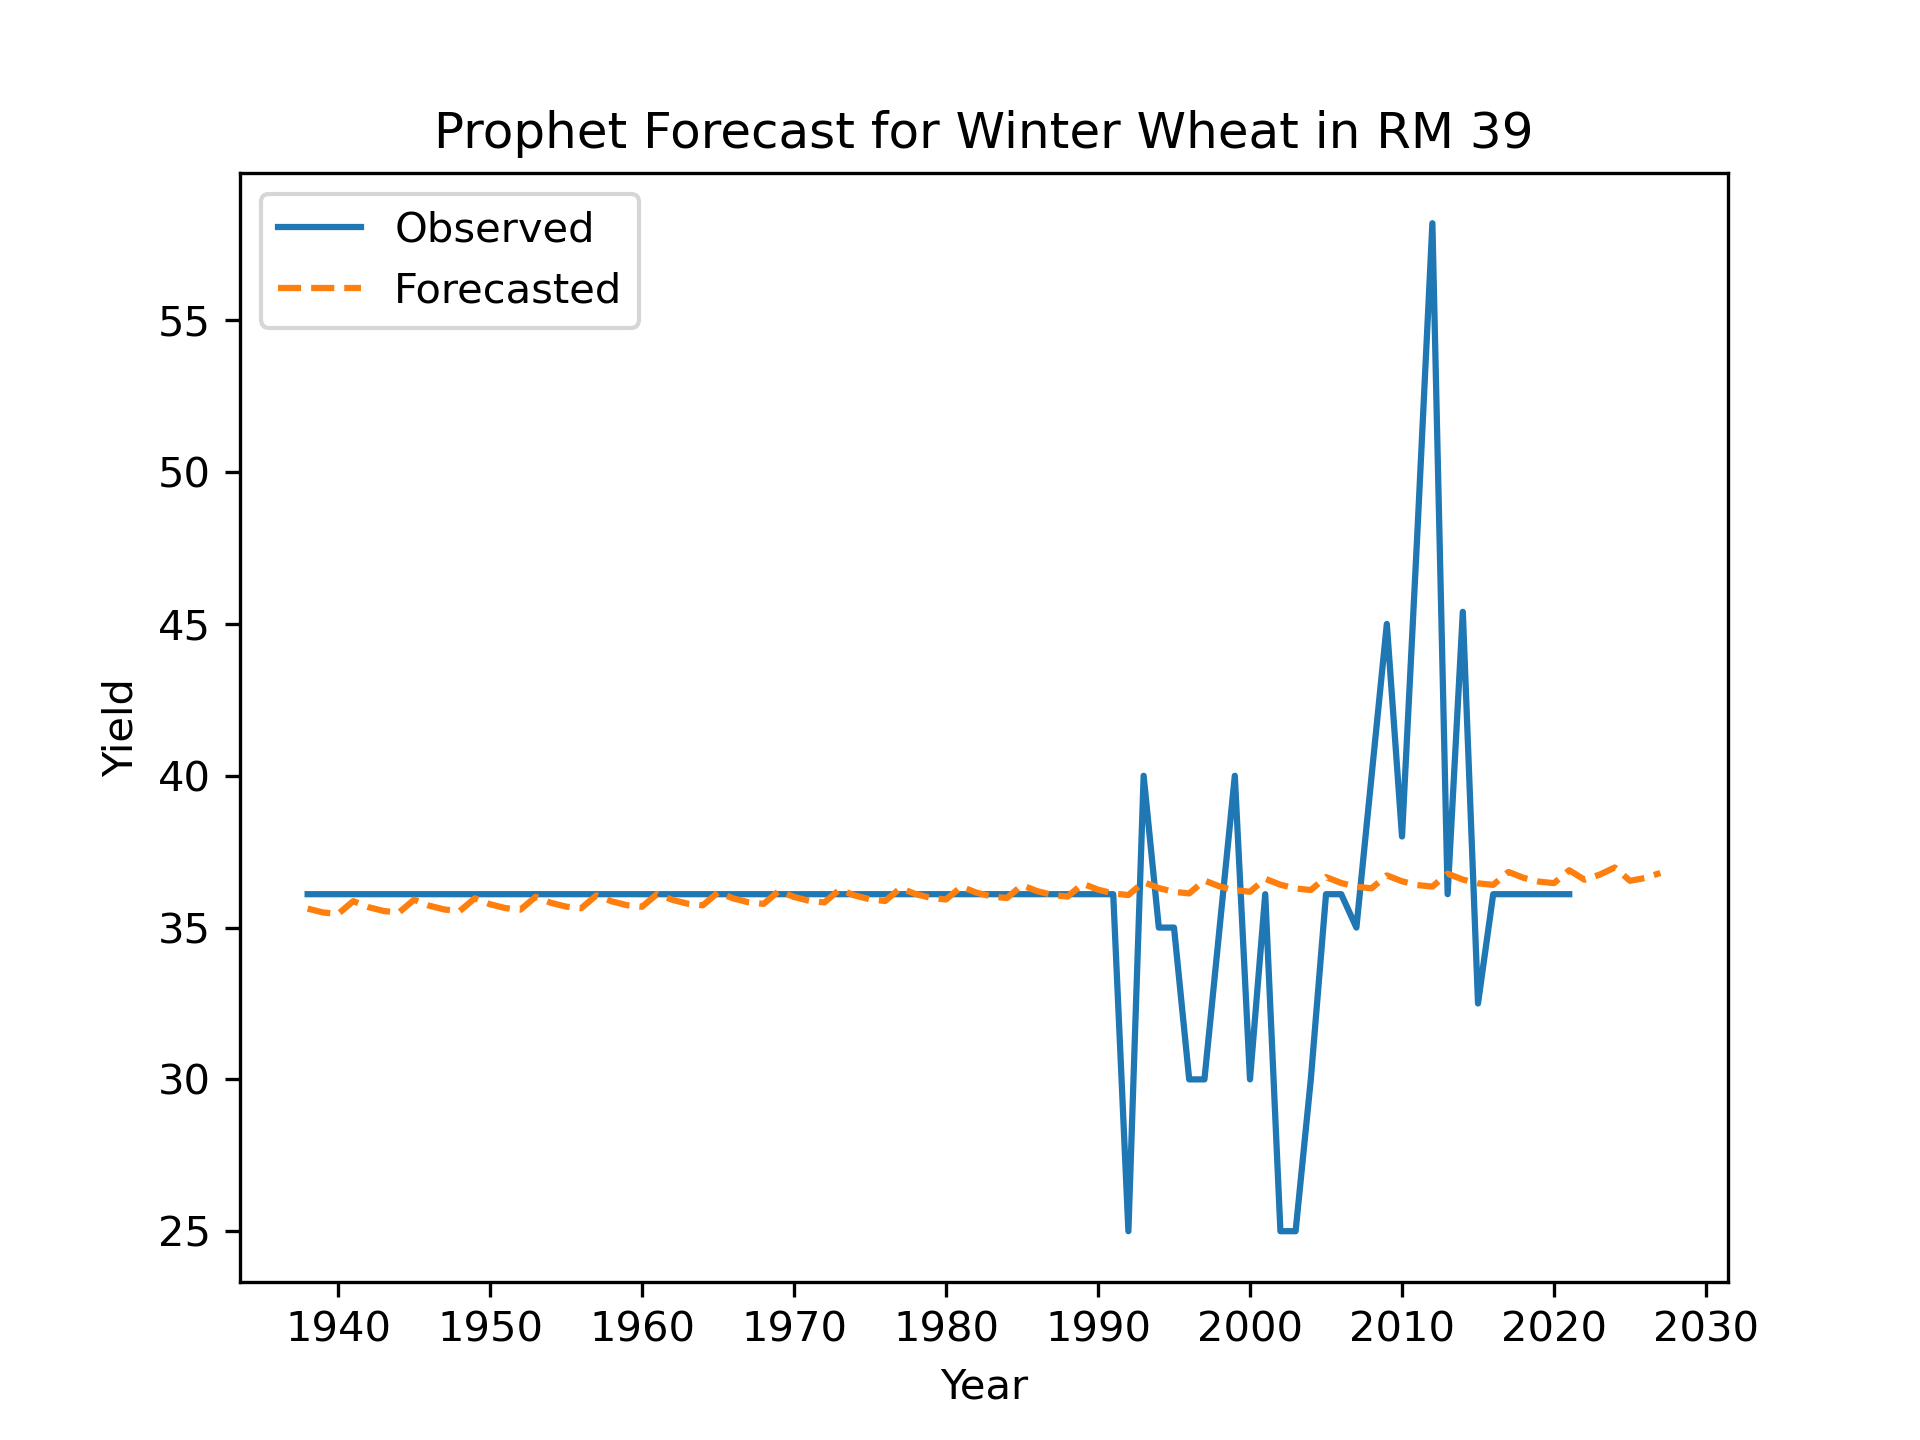 Prophet Forecast for Winter Wheat in RM 39
Observed
Forecasted
55
50
45
40
35
30
25
Yield
1940 1950 1960 1970 1980 1990 2000 2010 2020 2030
Year